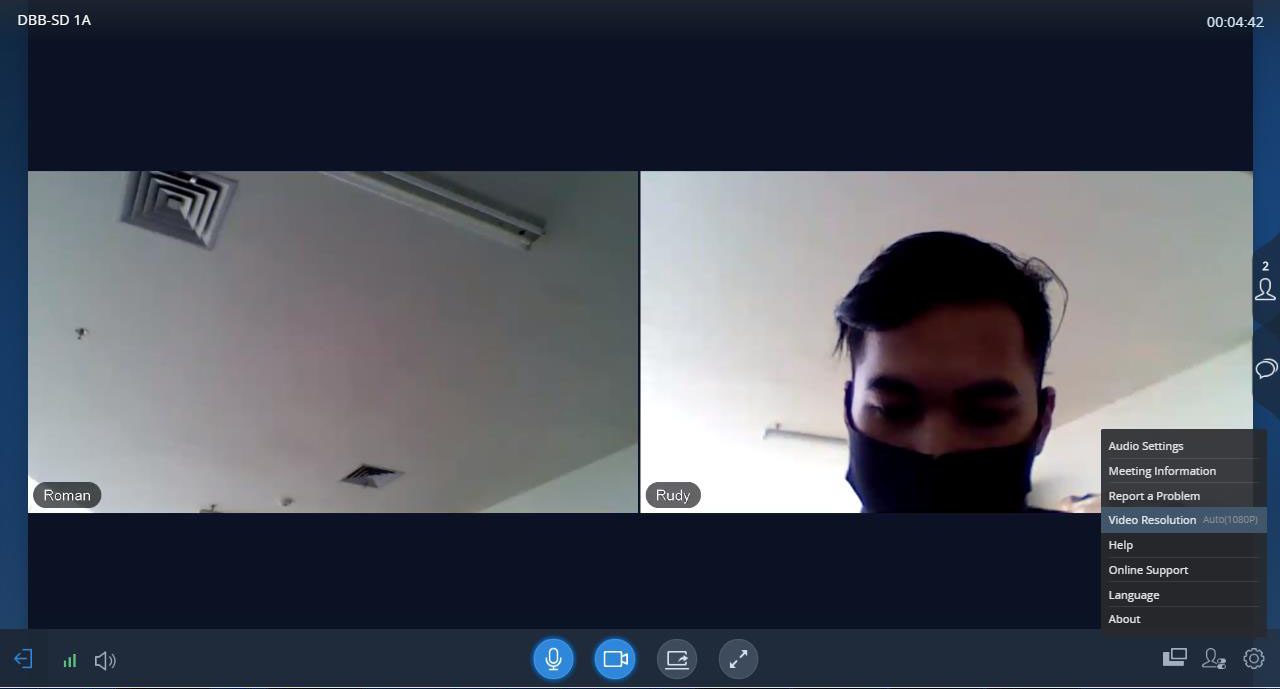 DBB-SD 1A
00:04:42
2
Roman
Rudy
Audio Settings
Meeting Information
Report a Problem
Video Resolution Auto(1080P)
Help
Online Support
Language
About